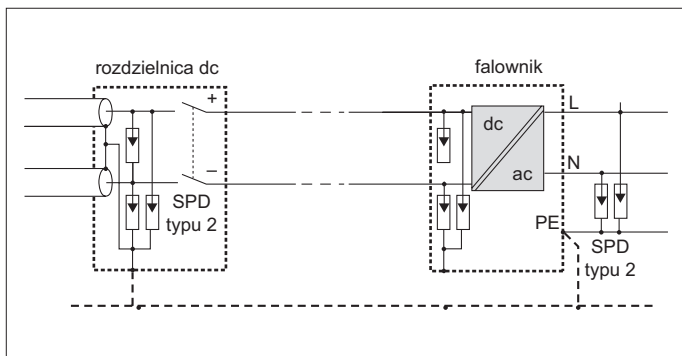 rozdzielnica dc
falownik
+
–
SPD
typu 2
dc
ac
L
N
PE
SPD
typu 2